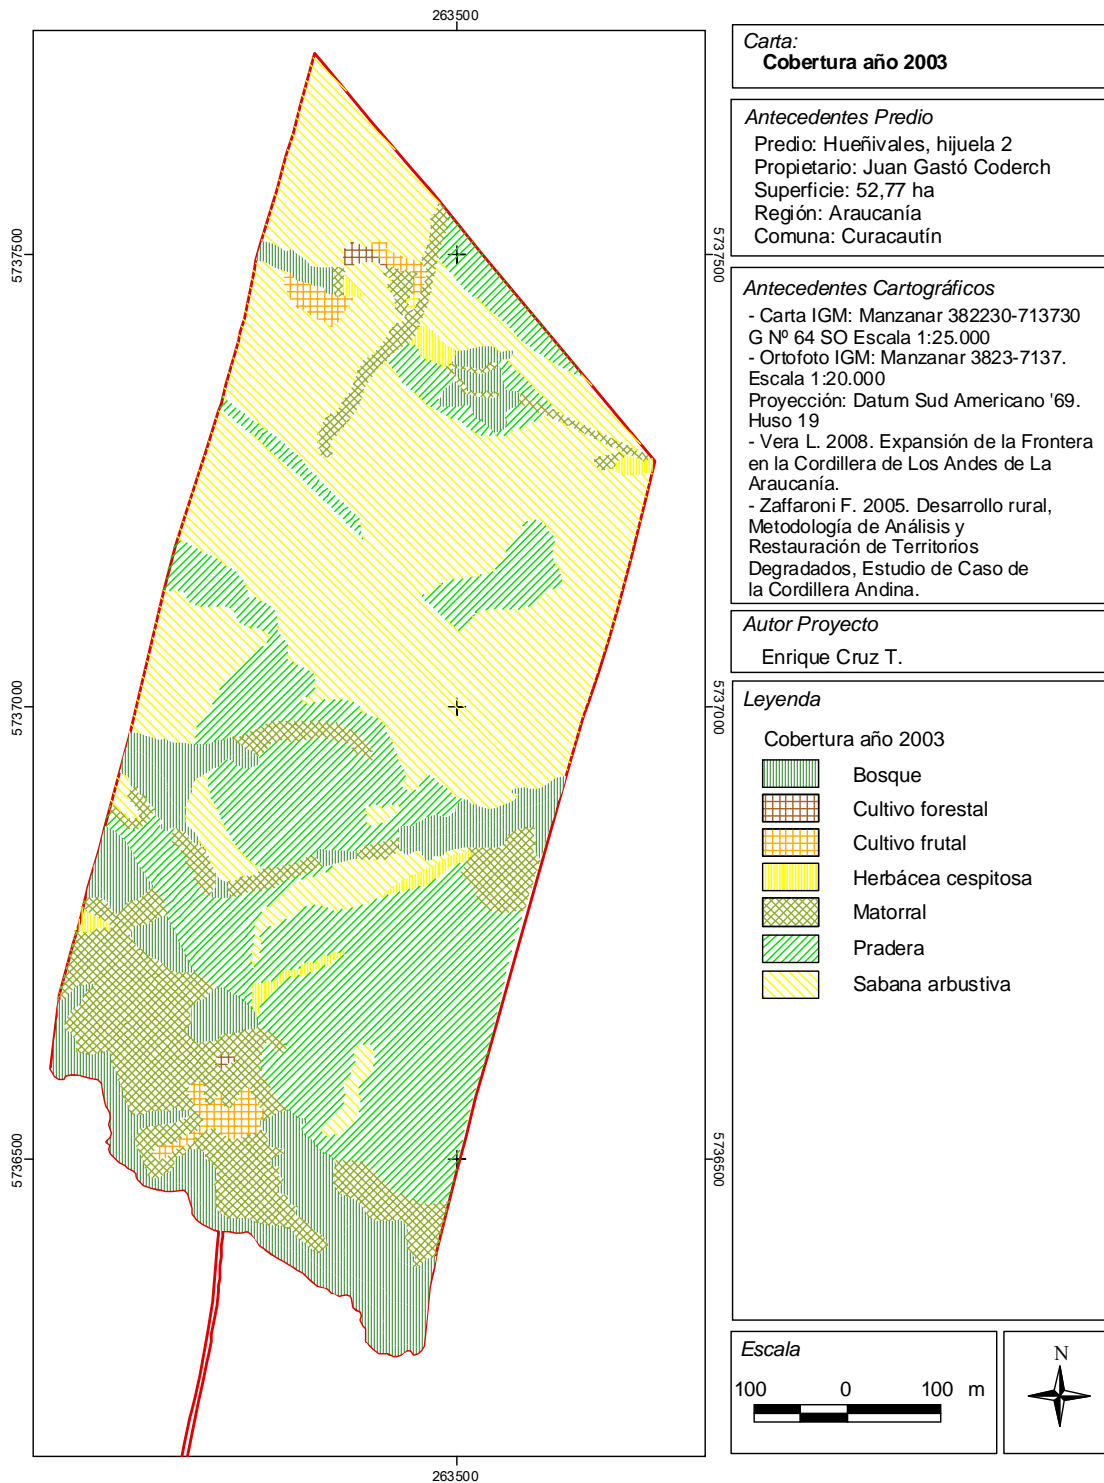 263500
Carta:
Cobertura año 2003
Antecedentes Predio
Predio: Hueñivales, hijuela 2
Propietario: Juan Gastó Coderch
Superficie: 52,77 ha
Región: Araucanía
Comuna: Curacautín
5737500
5737500
Antecedentes Cartográficos
- Carta IGM: Manzanar 382230-713730
G Nº 64 SO Escala 1:25.000
- Ortofoto IGM: Manzanar 3823-7137.
Escala 1:20.000
Proyección: Datum Sud Americano '69.
Huso 19
- Vera L. 2008. Expansión de la Frontera
en la Cordillera de Los Andes de La
Araucanía.
- Zaffaroni F. 2005. Desarrollo rural,
Metodología de Análisis y
Restauración de Territorios
Degradados, Estudio de Caso de
la Cordillera Andina.
Autor Proyecto
Enrique Cruz T.
5737000
5737000
Leyenda
Cobertura año 2003
Bosque
Cultivo forestal
Cultivo frutal
Herbácea cespitosa
Matorral
Pradera
Sabana arbustiva
5736500
5736500
Escala
100 0 100 m
N
263500